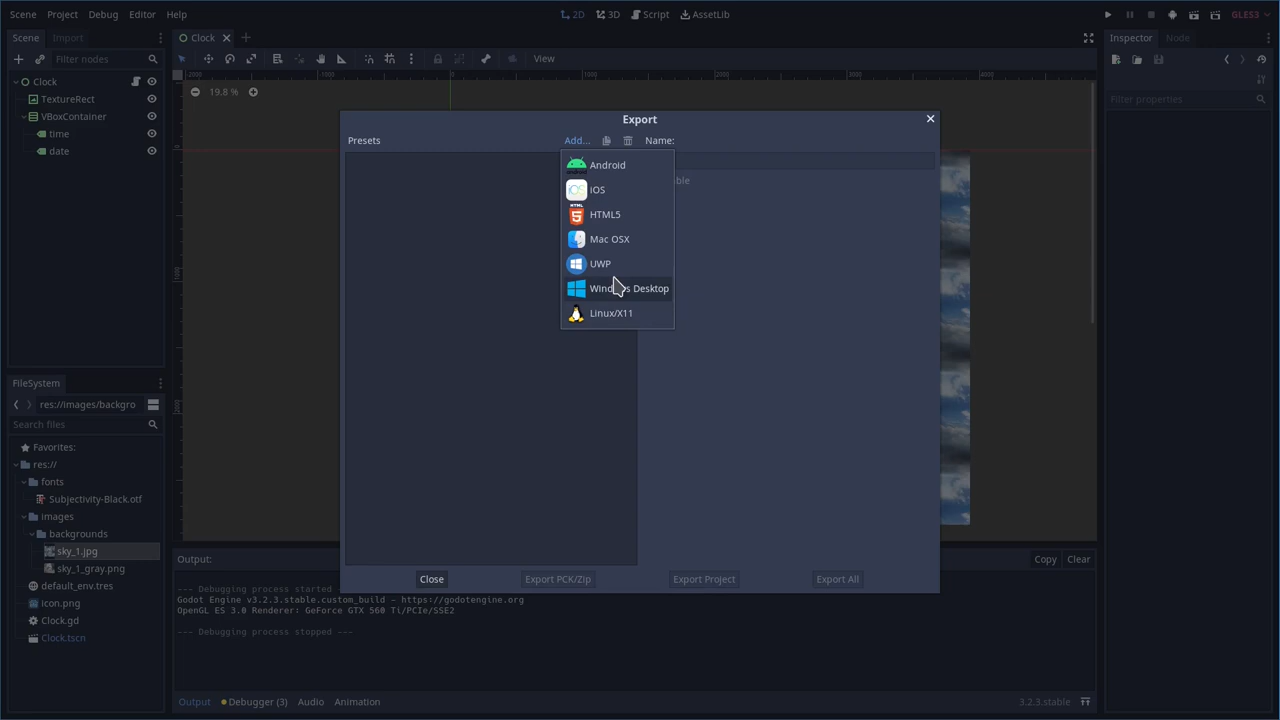 Scene Project Debug Editor Help
2D 3D Script AssetLib
GLES3
Scene Import
Filter nodes
Clock
TextureRect
VBoxContainer
time
date
FileSystem
res://images/backgro
Search files
Favorites:
res://
fonts
Subjectivity-Black.otf
images
backgrounds
sky_1.jpg
sky_1_gray.png
default_env.tres
icon.png
Clock.gd
Clock.tscn
Clock
View
19.8 %
Export
Presets Add... Name:
Android
iOS
HTML5
Mac OSX
UWP
Desktop
Linux/X11
Close Export PCK/Zip Export Project Export All
Output: Copy Clear
--- Debugging process started
Godot Engine v3.2.3.stable.custom_build - https://godotengine.org
OpenGL ES 3.0 Renderer: GeForce GTX 560 Ti/PCIe/SSE2
--- Debugging process stopped ---
Output Debugger (3) Audio Animation 3.2.3.stable
Inspector Node
Filter properties